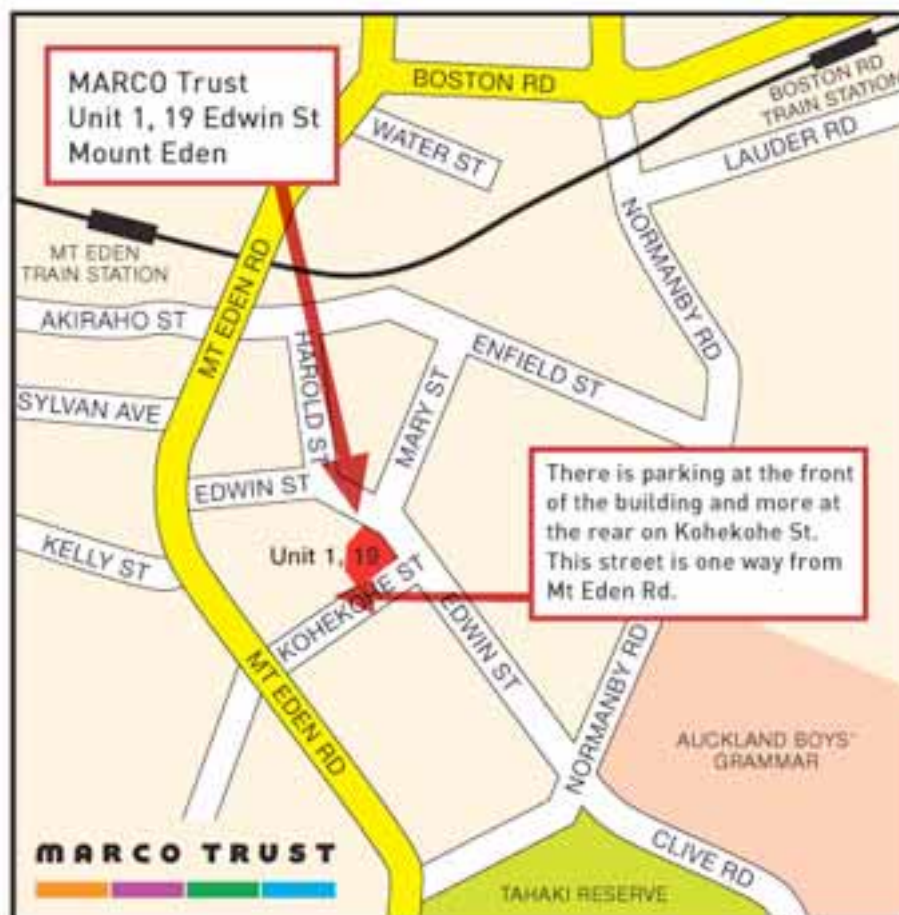 MARCO Trust
Unit 1, 19 Edwin St
Mount Eden
BOSTON RD
BOSTON RD
TRAIN STATION
WATER ST
LAUDER RD
MT EDEN
TRAIN STATION
MT EDEN RD
NORMANBY RD
AKIRAHO ST
HAROLD ST
ENFIELD ST
MARY ST
SYLVAN AVE
EDWIN ST
There is parking at the front
of the building and more at
the rear on Kohekohe St.
This street is one way from
Mt Eden Rd.
KELLY ST
Unit 1, 19
KOHEKOHE ST
EDWIN ST
MT EDEN RD
NORMANBY RD
AUCKLAND BOYS'
GRAMMAR
MARCO TRUST
CLIVE RD
TAHAKI RESERVE